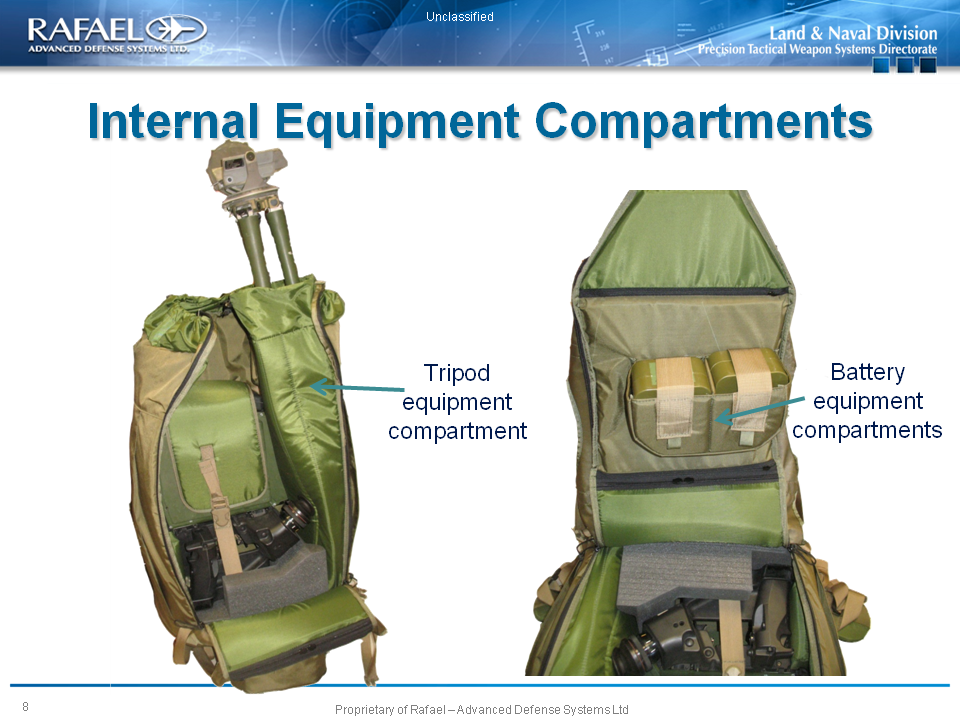 Unclassified
RAFAEL
ADVANCED DEFENSE SYSTEMS LTD.
Land & Naval Division
Precision Tactical Weapon Systems Directorate
Internal Equipment Compartments
Tripod
equipment
compartment
Battery
equipment
compartments
8
Proprietary of Rafael – Advanced Defense Systems Ltd